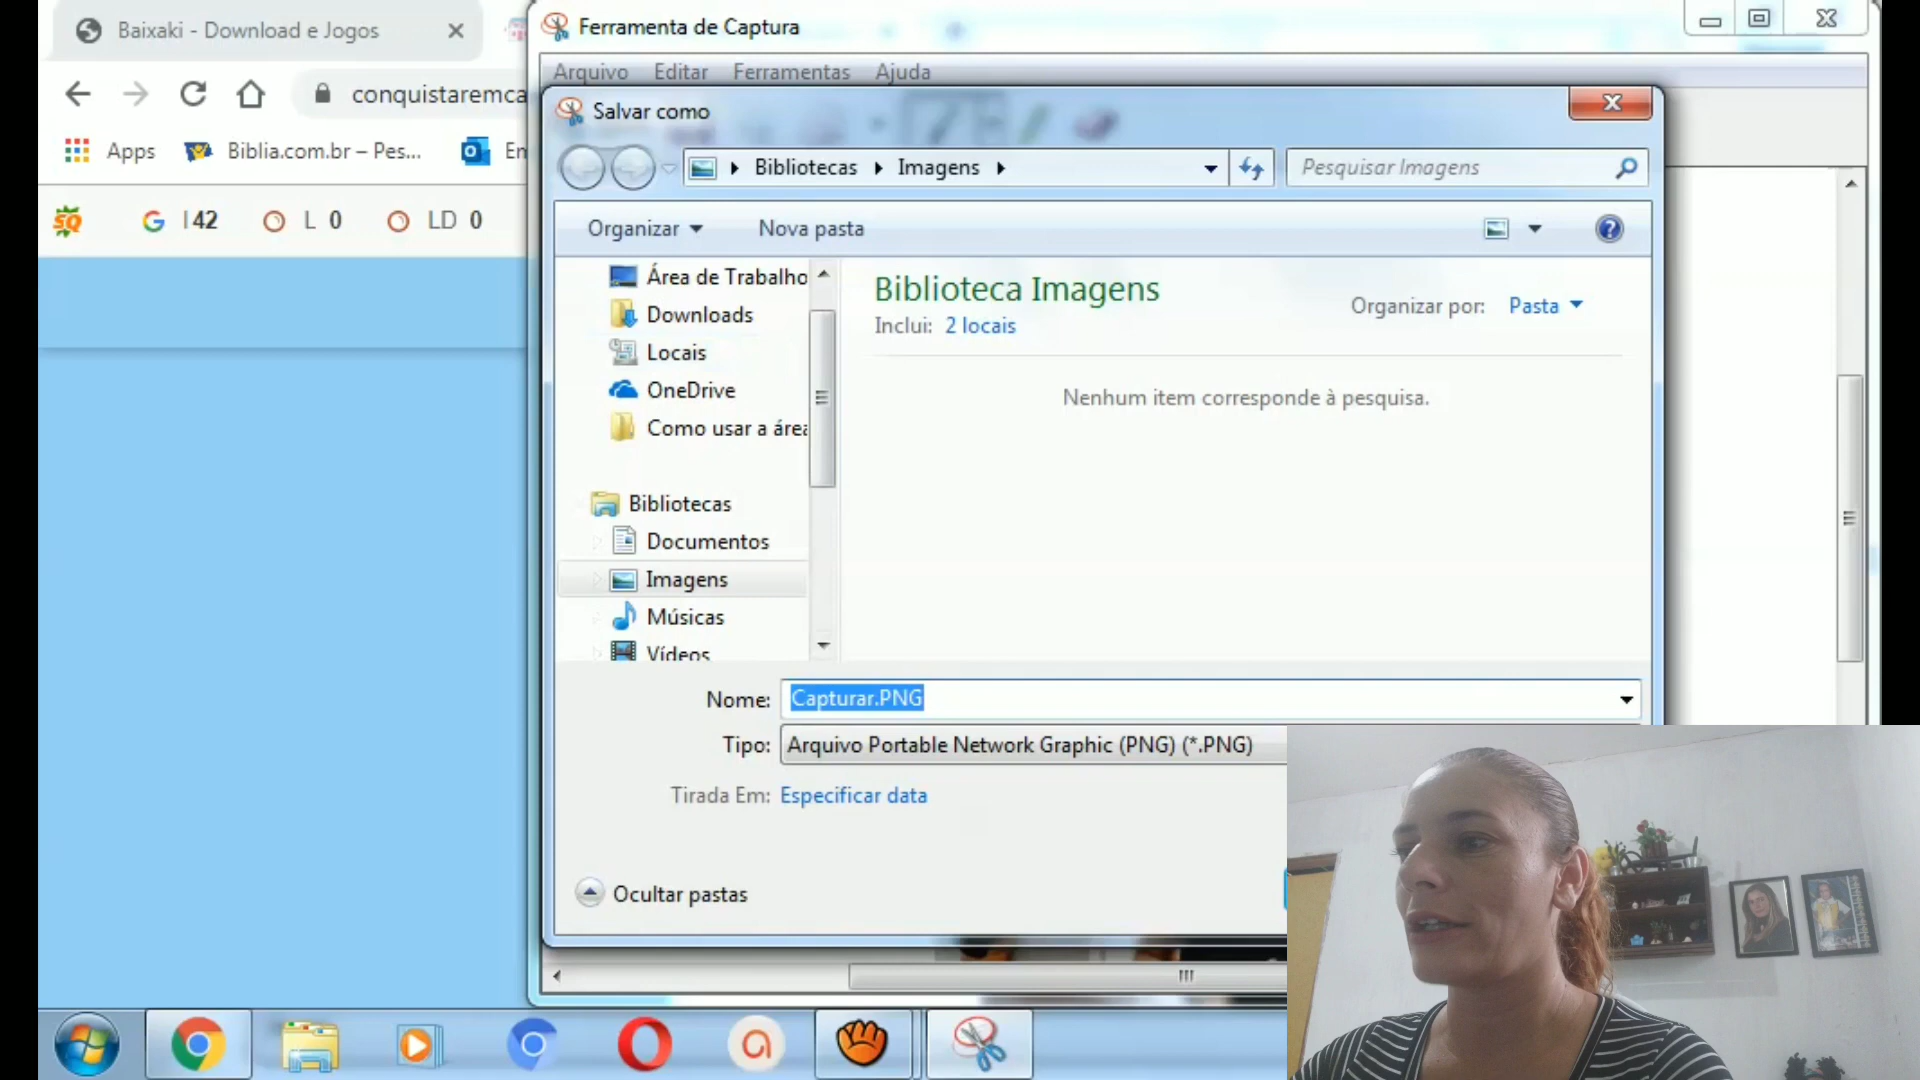 Baixaki - Download e Jogos
Ferramenta de Captura
Arquivo Editar Ferramentas Ajuda
conquistaremca
Salvar como
Apps Biblia.com.br – Pes...
Bibliotecas Imagens
Pesquisar Imagens
I 42 L 0 LD 0
Organizar Nova pasta
Área de Trabalho
Downloads
Locais
OneDrive
Como usar a área
Bibliotecas
Documentos
Imagens
Músicas
Vídeos
Biblioteca Imagens
Inclui: 2 locais
Organizar por: Pasta
Nenhum item corresponde à pesquisa.
Nome: Capturar.PNG
Tipo: Arquivo Portable Network Graphic (PNG) (*.PNG)
Tirada Em: Especificar data
Ocultar pastas